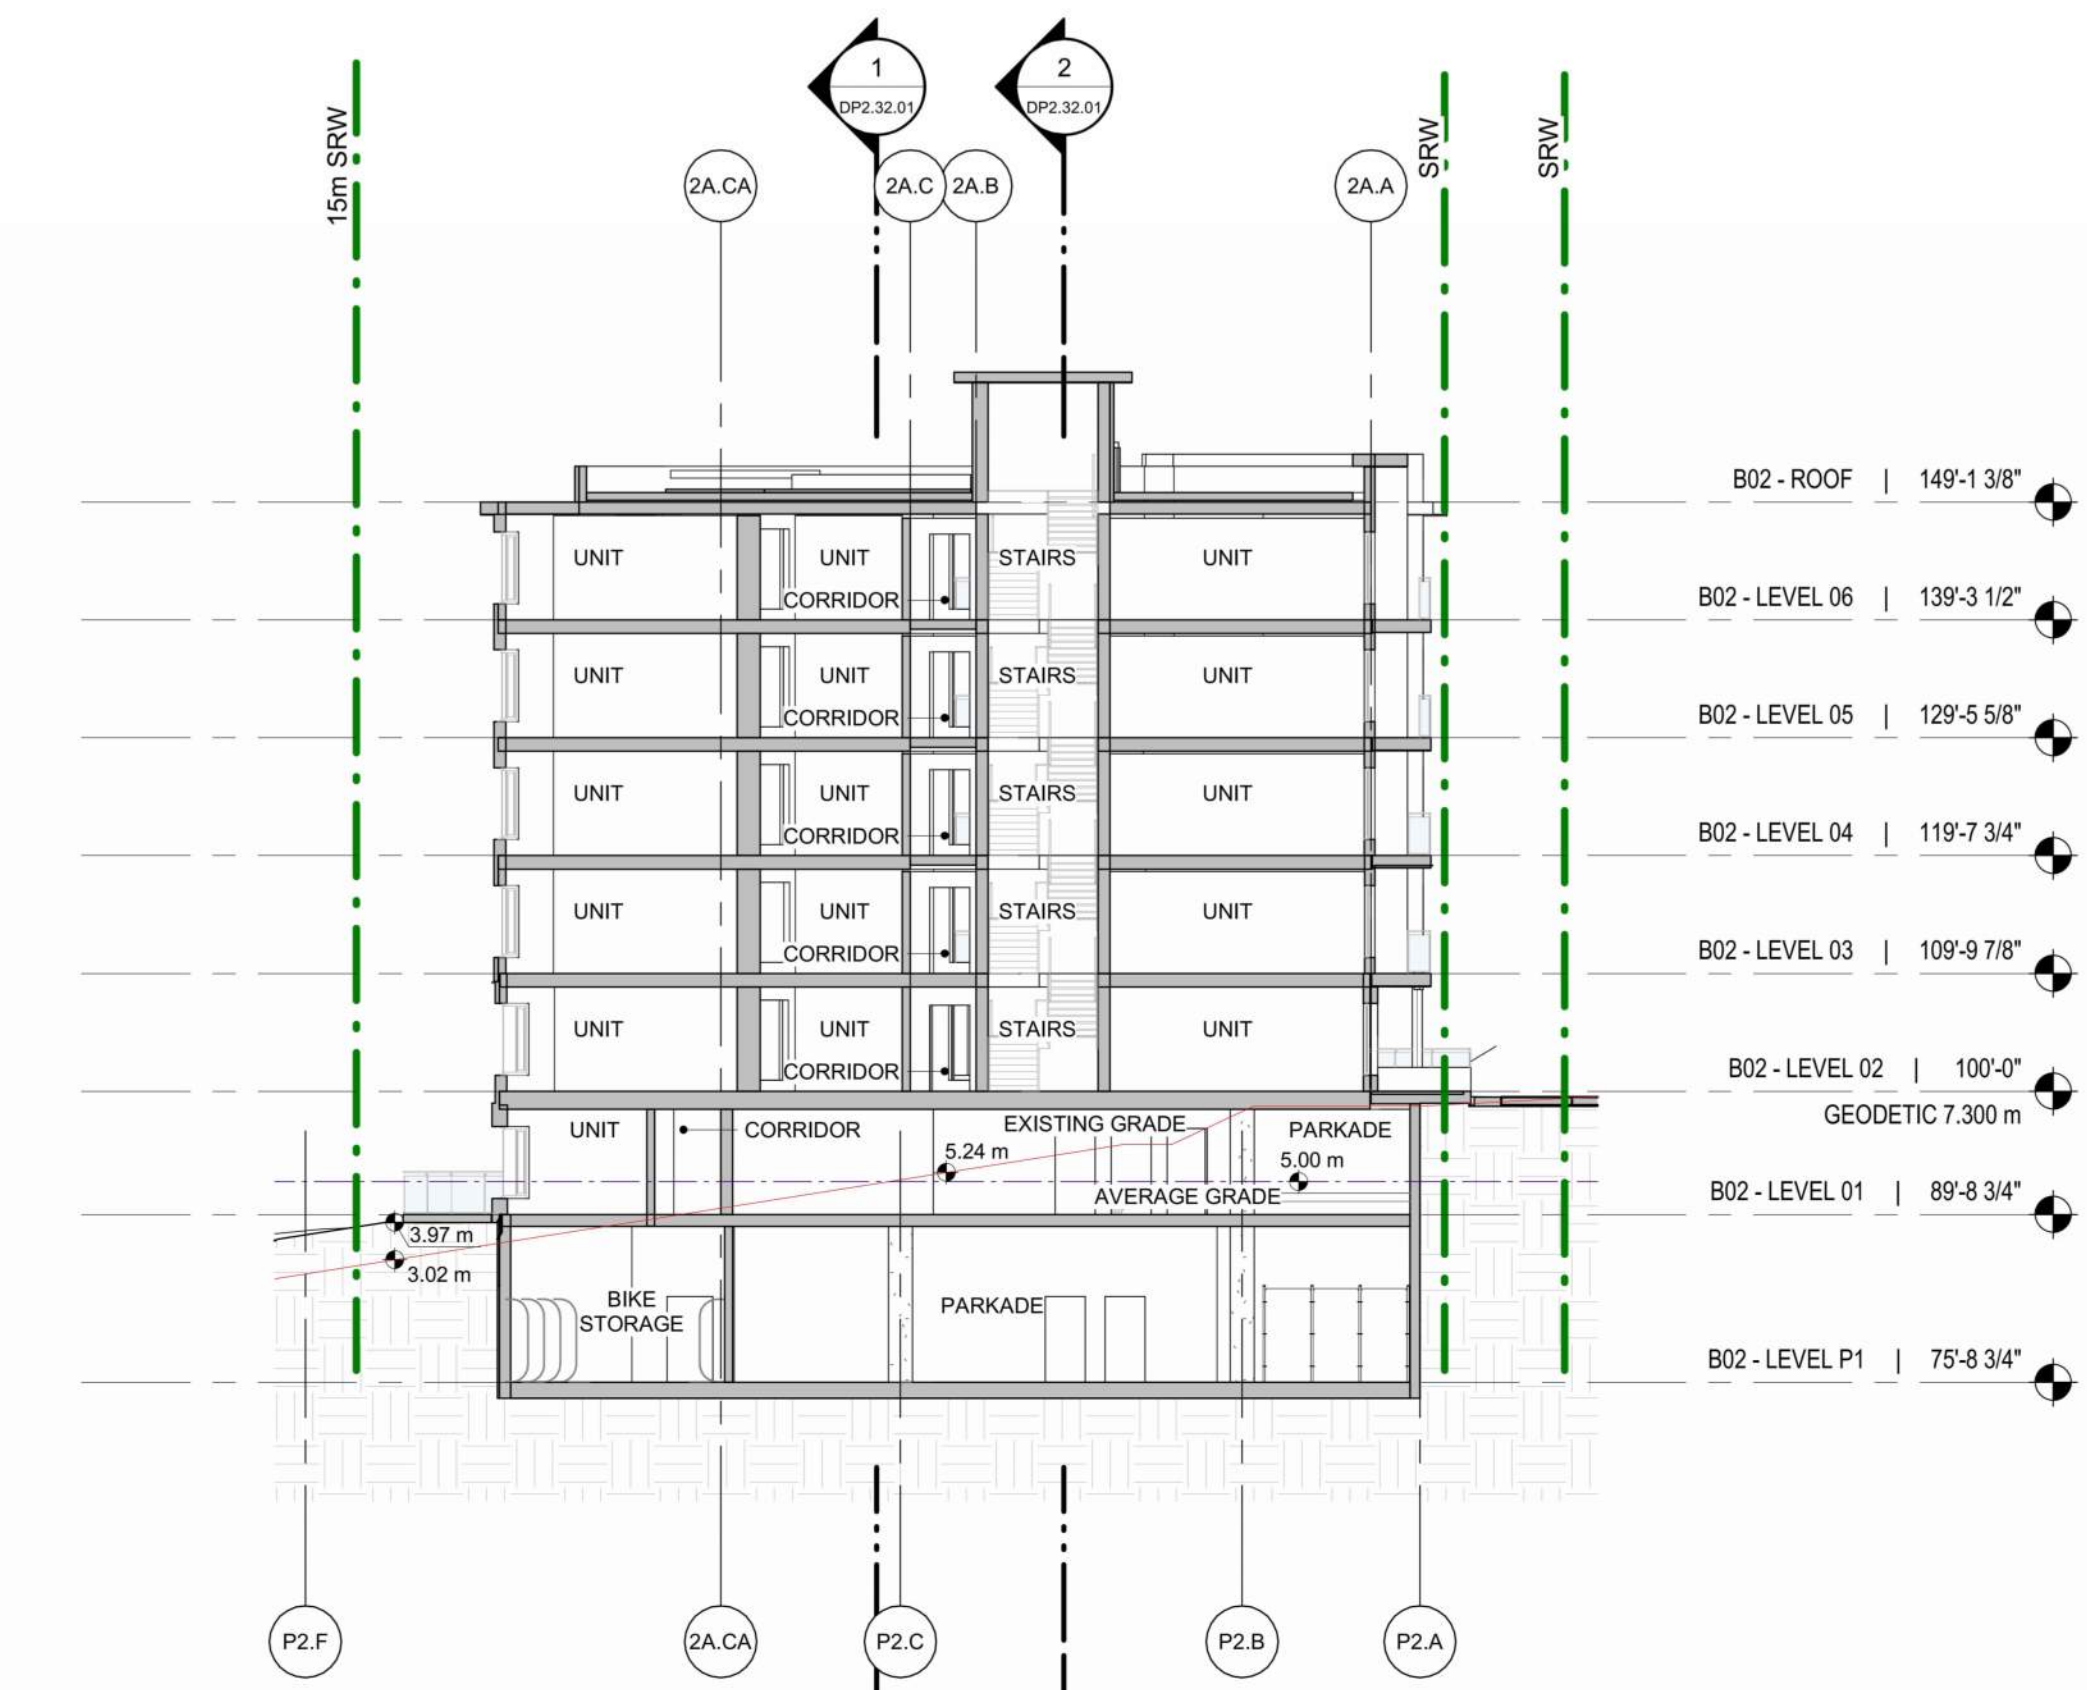 1
DP2.32.01
2
DP2.32.01
15m SRW
SRW
SRW
2A.CA
2A.C
2A.B
2A.A
B02 - ROOF | 149'-1 3/8"
UNIT UNIT STAIRS UNIT
CORRIDOR
B02 - LEVEL 06 | 139'-3 1/2"
UNIT UNIT STAIRS UNIT
CORRIDOR
B02 - LEVEL 05 | 129'-5 5/8"
UNIT UNIT STAIRS UNIT
CORRIDOR
B02 - LEVEL 04 | 119'-7 3/4"
UNIT UNIT STAIRS UNIT
CORRIDOR
B02 - LEVEL 03 | 109'-9 7/8"
UNIT UNIT STAIRS UNIT
CORRIDOR
B02 - LEVEL 02 | 100'-0"
GEODETIC 7.300 m
UNIT CORRIDOR EXISTING GRADE PARKADE
5.24 m
5.00 m
AVERAGE GRADE
B02 - LEVEL 01 | 89'-8 3/4"
3.97 m
3.02 m
BIKE
STORAGE
PARKADE
B02 - LEVEL P1 | 75'-8 3/4"
P2.F
2A.CA
P2.C
P2.B
P2.A